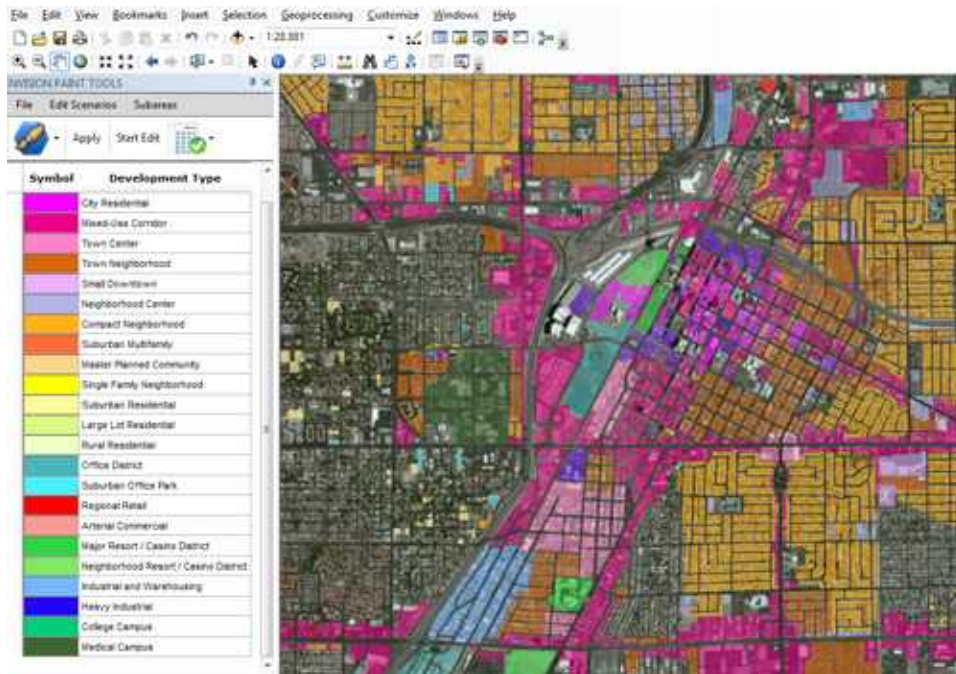 File Edit View Bookmarks Insert Selection Geoprocessing Customize Windows Help
1:28,881
ENVISION PAINT TOOLS
File Edit Scenarios Subareas
Apply Start Edit
Symbol Development Type
City Residential
Mixed-Use Corridor
Town Center
Town Neighborhood
Small Downtown
Neighborhood Center
Compact Neighborhood
Suburban Multifamily
Master Planned Community
Single Family Neighborhood
Suburban Residential
Large Lot Residential
Rural Residential
Office District
Suburban Office Park
Regional Retail
Arterial Commercial
Major Resort / Casino District
Neighborhood Resort / Casino District
Industrial and Warehousing
Heavy Industrial
College Campus
Medical Campus